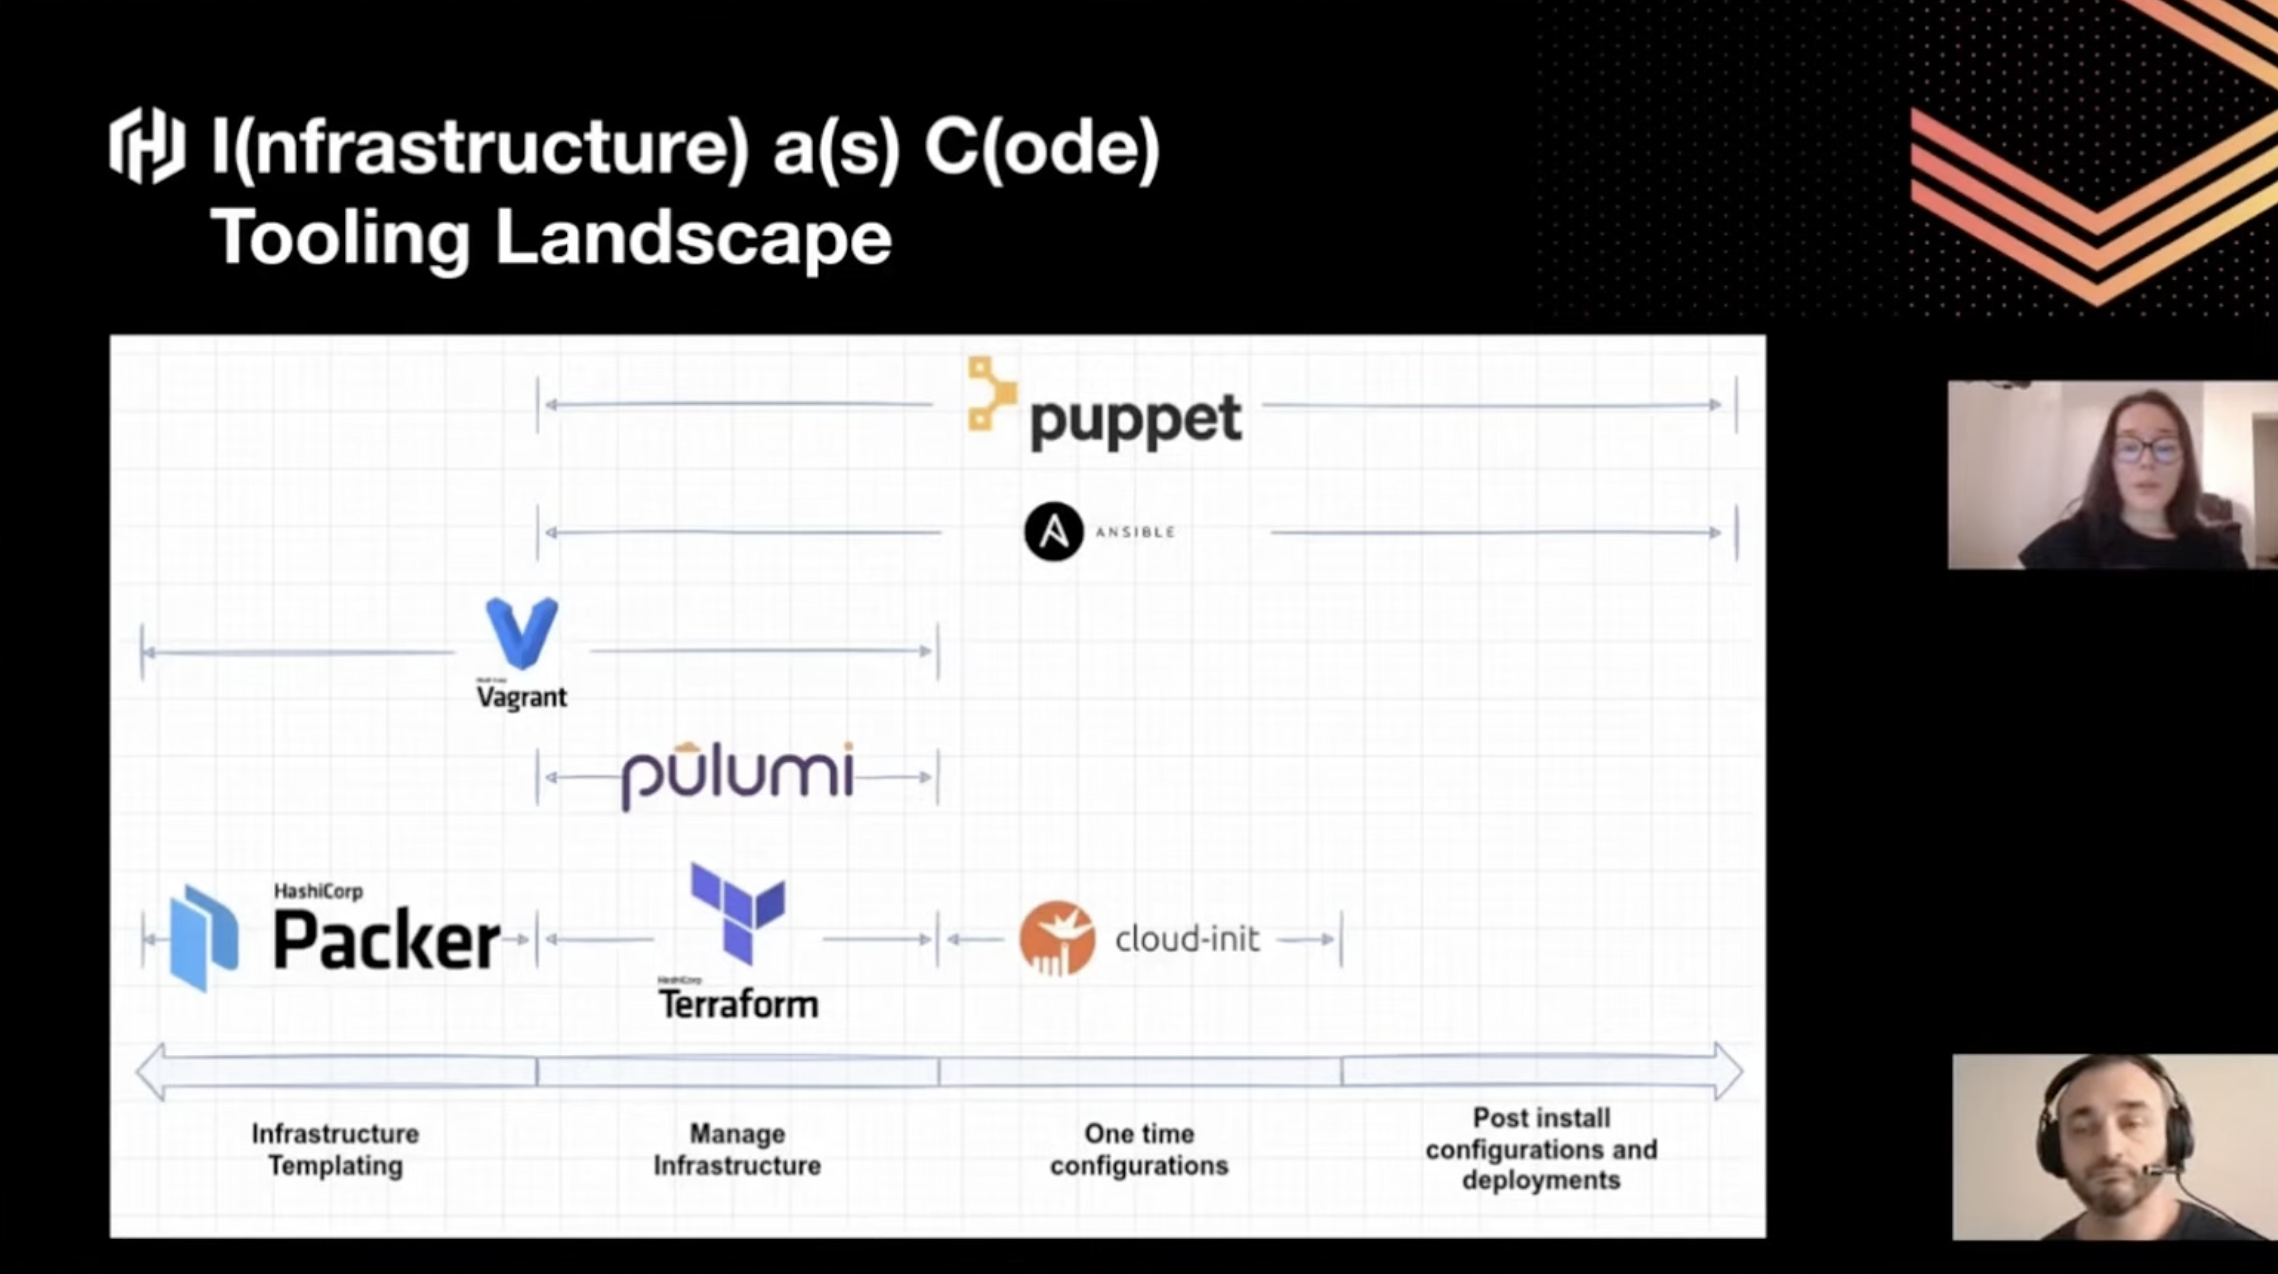 I(nfrastructure) a(s) C(ode)
Tooling Landscape
puppet
ANSIBLE
Vagrant
pulumi
HashiCorp
Packer
HashiCorp
Terraform
cloud-init
Infrastructure
Templating
Manage
Infrastructure
One time
configurations
Post install
configurations and
deployments